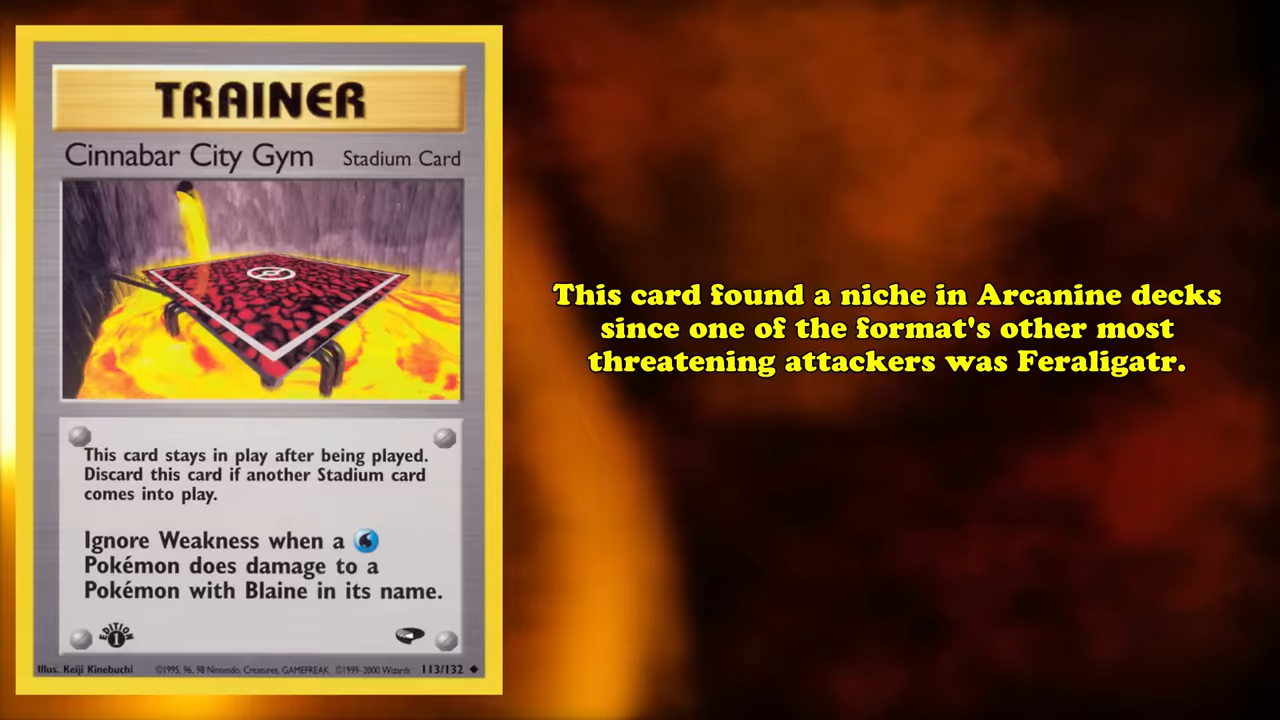 TRAINER
Cinnabar City Gym Stadium Card
This card stays in play after being played.
Discard this card if another Stadium card
comes into play.
Ignore Weakness when a
Pokémon does damage to a
Pokémon with Blaine in its name.
EDITION
1
Illus. Keiji Kinebuchi ©1995, 96, 98 Nintendo, Creatures, GAMEFREAK. ©1999-2000 Wizards 113/132
This card found a niche in Arcanine decks
since one of the format's other most
threatening attackers was Feraligatr.